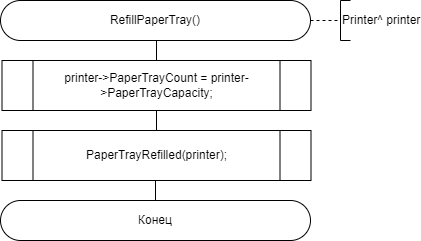 RefillPaperTray()
Printer^ printer
printer->PaperTrayCount = printer-
>PaperTrayCapacity;
PaperTrayRefilled(printer);
Конец